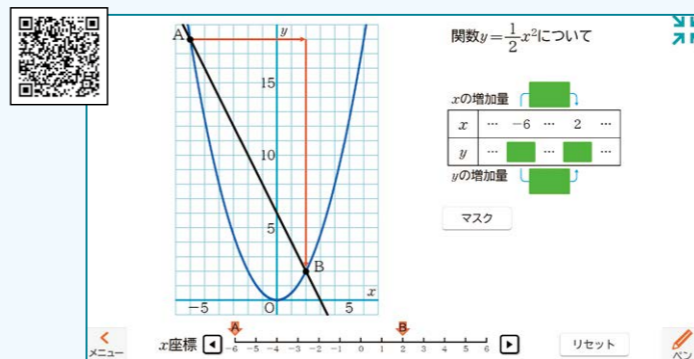 関数y=\frac{1}{2}x²について
A
y
15
10
5
B
x
-5
O
5
xの増加量
x … -6 … 2 …
y … …  …
yの増加量
マスク
A B
x座標 ◀ -6 -5 -4 -3 -2 -1 0 1 2 3 4 5 6 ▶
リセット
メニュー
ペン